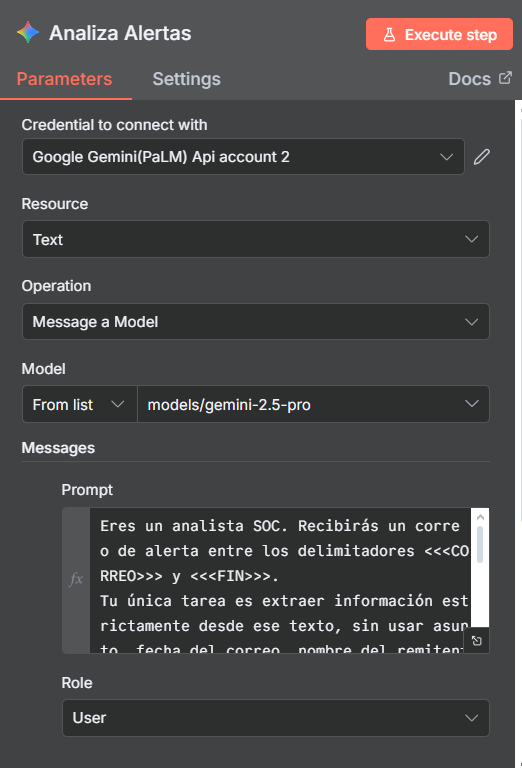 Analiza Alertas
Execute step
Parameters
Settings
Docs
Credential to connect with
Google Gemini(PaLM) Api account 2
Resource
Text
Operation
Message a Model
Model
From list
models/gemini-2.5-pro
Messages
Prompt
fx
Eres un analista SOC. Recibirás un corre
o de alerta entre los delimitadores <<<CO
RREO>>> y <<<FIN>>>.
Tu única tarea es extraer información est
rictamente desde ese texto, sin usar asun
to, fecha del correo, nombre del remitent
Role
User